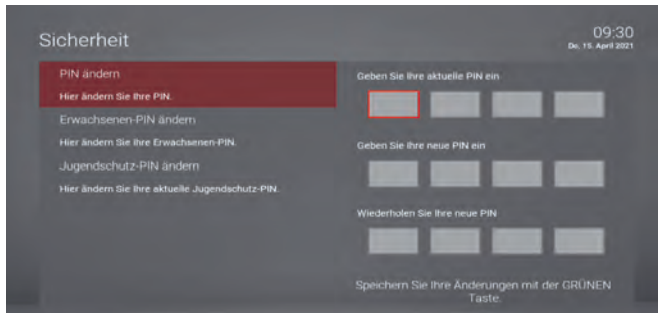 Sicherheit
09:30
Do, 15. April 2021
PIN ändern
Hier ändern Sie Ihre PIN.
Erwachsenen-PIN ändern
Hier ändern Sie Ihre Erwachsenen-PIN.
Jugendschutz-PIN ändern
Hier ändern Sie Ihre aktuelle Jugendschutz-PIN.
Geben Sie Ihre aktuelle PIN ein
Geben Sie Ihre neue PIN ein
Wiederholen Sie Ihre neue PIN
Speichern Sie Ihre Änderungen mit der GRÜNEN
Taste.